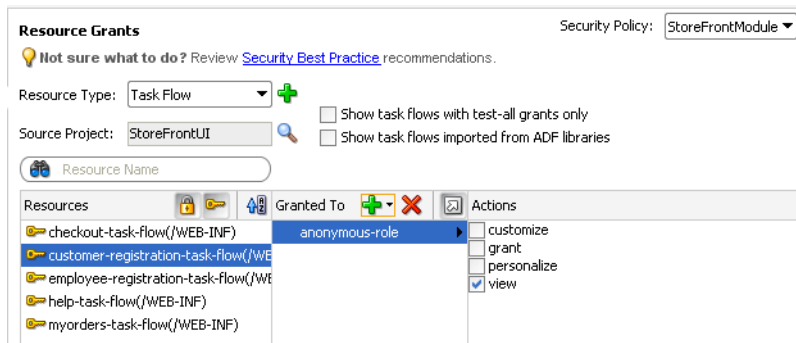 Resource Grants
Security Policy: StoreFrontModule
Not sure what to do? Review Security Best Practice recommendations.
Resource Type: Task Flow
Show task flows with test-all grants only
Source Project: StoreFrontUI
Show task flows imported from ADF libraries
Resource Name
Resources
Granted To
Actions
checkout-task-flow(/WEB-INF)
customer-registration-task-flow(/WE
employee-registration-task-flow(/WE
help-task-flow(/WEB-INF)
myorders-task-flow(/WEB-INF)
anonymous-role
customize
grant
personalize
view